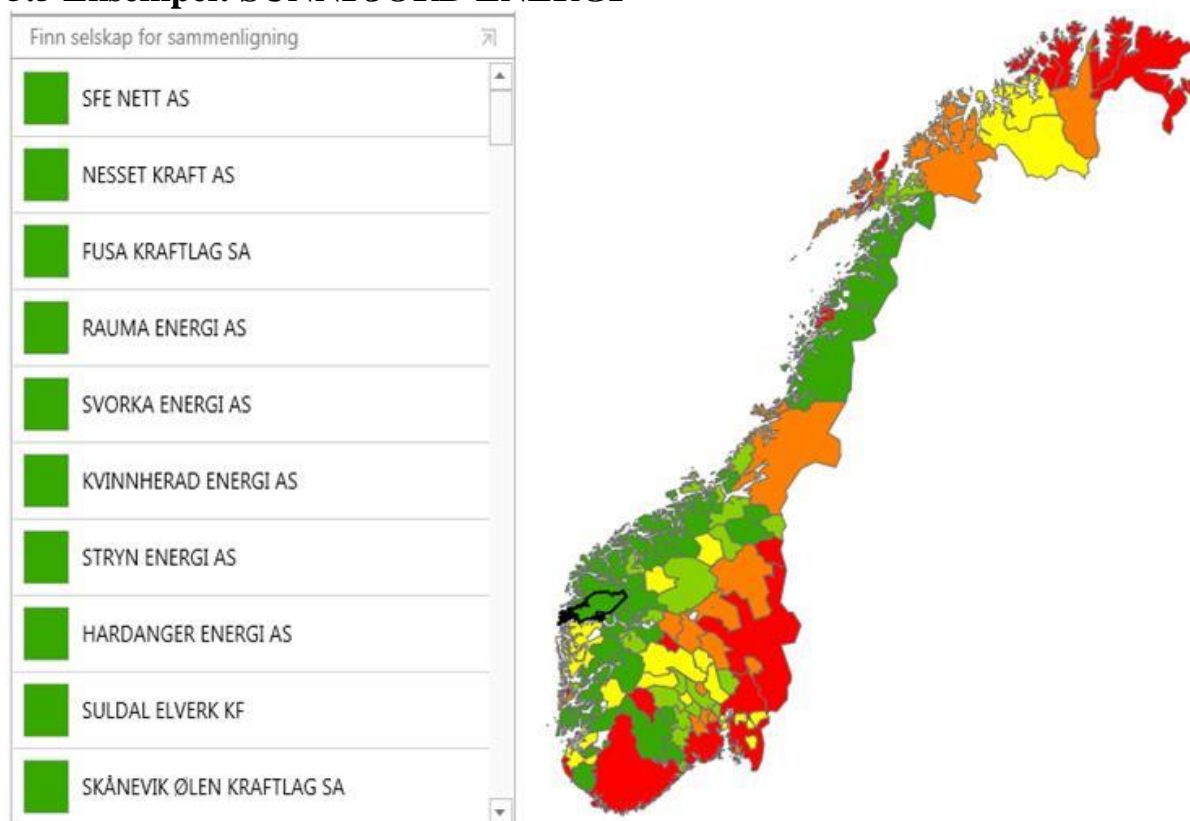 Finn selskap for sammenligning
SFE NETT AS
NESSET KRAFT AS
FUSA KRAFTLAG SA
RAUMA ENERGI AS
SVORKA ENERGI AS
KVINNHERAD ENERGI AS
STRYN ENERGI AS
HARDANGER ENERGI AS
SULDAL ELVERK KF
SKÅNEVIK ØLEN KRAFTLAG SA